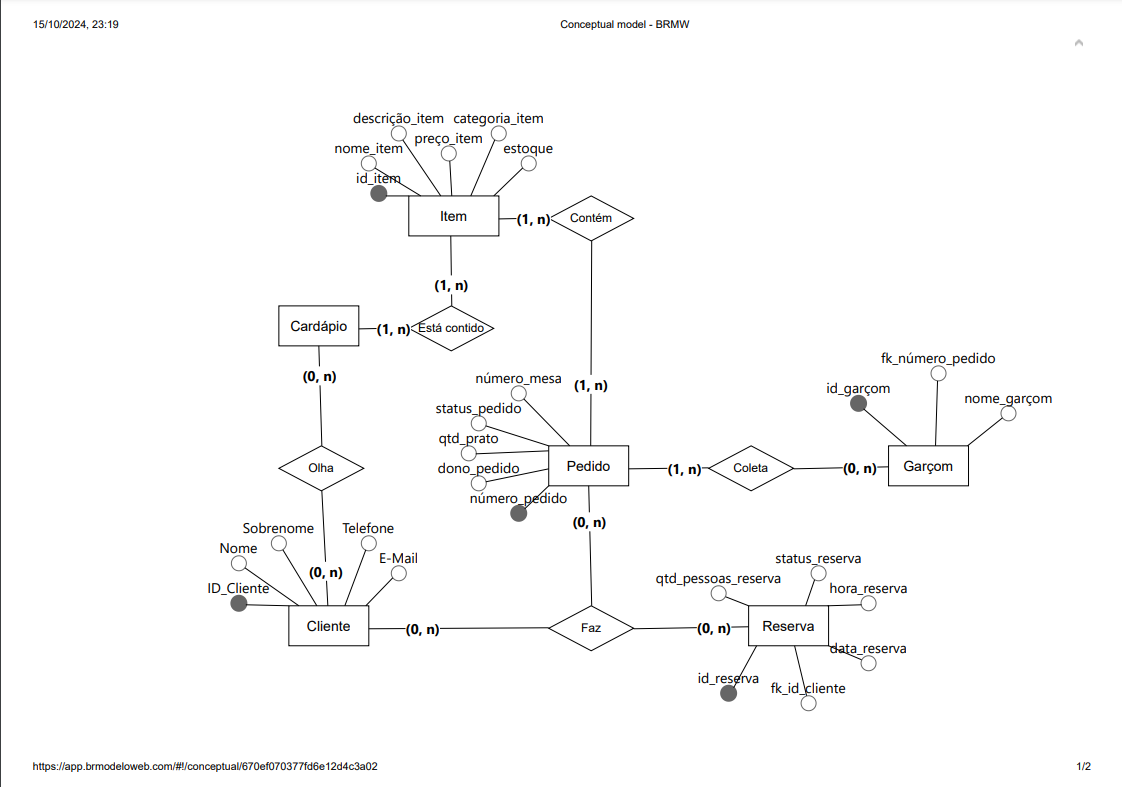 15/10/2024, 23:19
Conceptual model - BRMW
descrição_item
categoria_item
preço_item
nome_item
estoque
id_item
Item
(1, n)
Contém
(1, n)
Cardápio
(1, n)
Está contido
(0, n)
número_mesa
(1, n)
fk_número_pedido
id_garçom
nome_garçom
status_pedido
qtd_prato
dono_pedido
Pedido
(1, n)
Coleta
(0, n)
Garçom
Olha
número_pedido
(0, n)
Sobrenome
Telefone
Nome
E-Mail
(0, n)
ID_Cliente
status_reserva
qtd_pessoas_reserva
hora_reserva
Cliente
(0, n)
Faz
(0, n)
Reserva
data_reserva
id_reserva
fk_id_cliente
https://app.brmodeloweb.com/#!/conceptual/670ef070377fd6e12d4c3a02
1/2